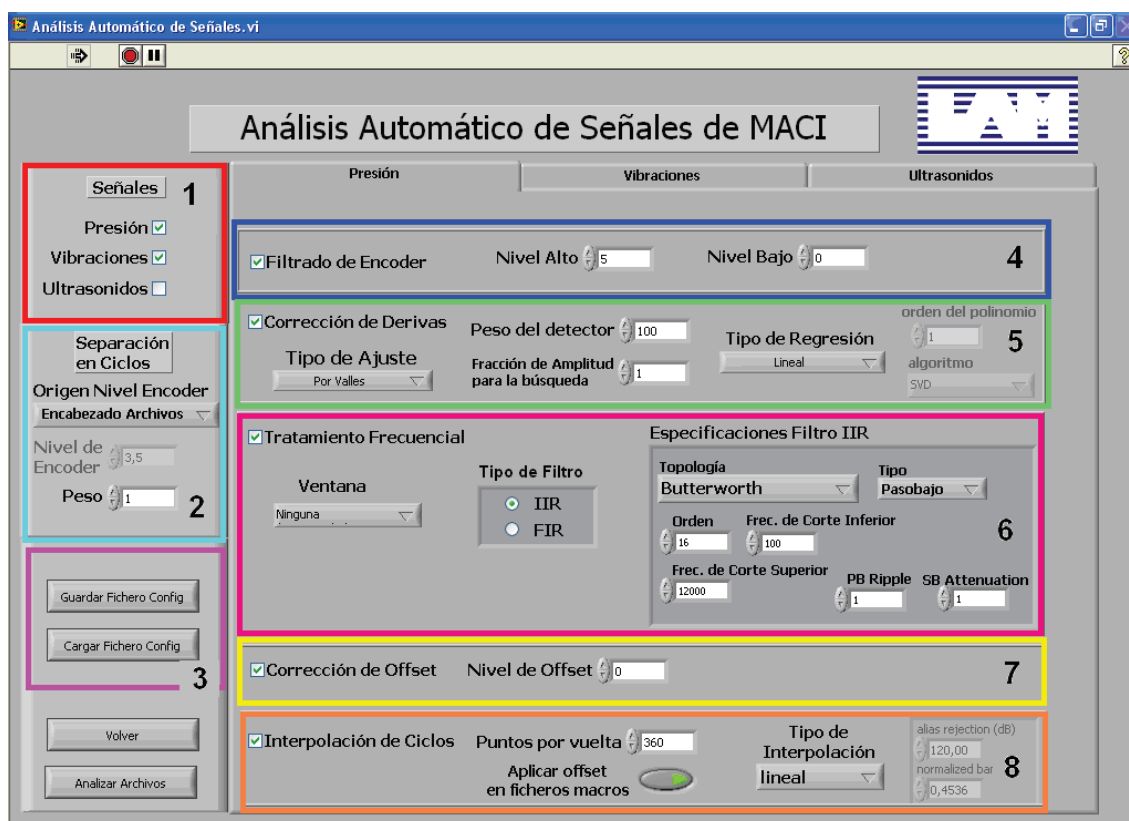 Análisis Automático de Señales.vi
Análisis Automático de Señales de MACI
Señales
1
Presión
Vibraciones
Ultrasonidos
Separación
en Ciclos
Origen Nivel Encoder
Encabezado Archivos
Nivel de
Encoder
3,5
Peso 1
2
Guardar Fichero Config
Cargar Fichero Config
3
Volver
Analizar Archivos
Presión
Vibraciones
Ultrasonidos
Filtrado de Encoder
Nivel Alto 5
Nivel Bajo 0
4
Corrección de Derivas
Tipo de Ajuste
Por Valles
Peso del detector 100
Fracción de Amplitud
para la búsqueda
1
Tipo de Regresión
Lineal
orden del polinomio
1
algoritmo
SVD
5
Tratamiento Frecuencial
Ventana
Ninguna
Tipo de Filtro
IIR
FIR
Especificaciones Filtro IIR
Topología
Butterworth
Tipo
Pasobajo
Orden
16
Frec. de Corte Inferior
100
Frec. de Corte Superior
12000
PB Ripple
1
SB Attenuation
1
6
Corrección de Offset
Nivel de Offset 0
7
Interpolación de Ciclos
Puntos por vuelta 360
Aplicar offset
en ficheros macros
Tipo de
Interpolación
lineal
alias rejection (dB)
120,00
normalized bar
0,4536
8